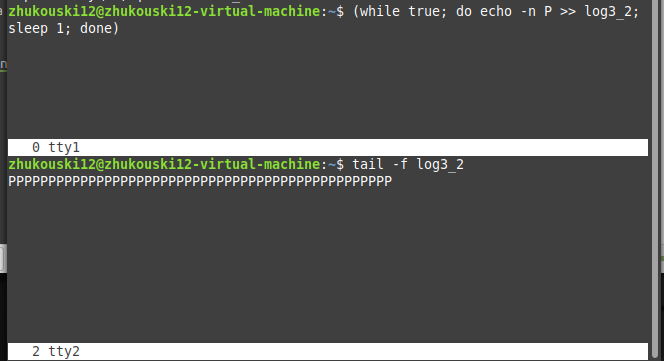 zhukouski12@zhukouski12-virtual-machine:~$ (while true; do echo -n P >> log3_2;
sleep 1; done)
0 tty1
zhukouski12@zhukouski12-virtual-machine:~$ tail -f log3_2
PPPPPPPPPPPPPPPPPPPPPPPPPPPPPPPPPPPPPPPPPPPPPPPP
2 tty2